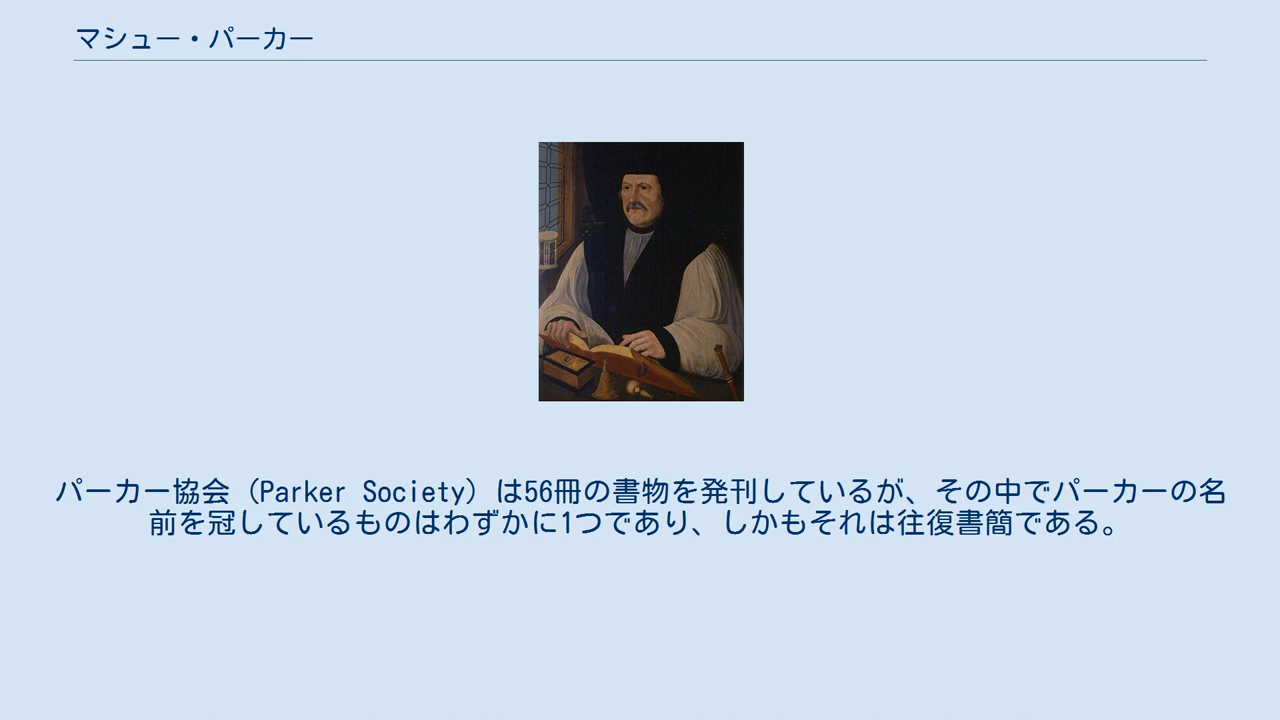 マシュー・パーカー
パーカー協会（Parker Society）は56冊の書物を発刊しているが、その中でパーカーの名
前を冠しているものはわずかに1つであり、しかもそれは往復書簡である。